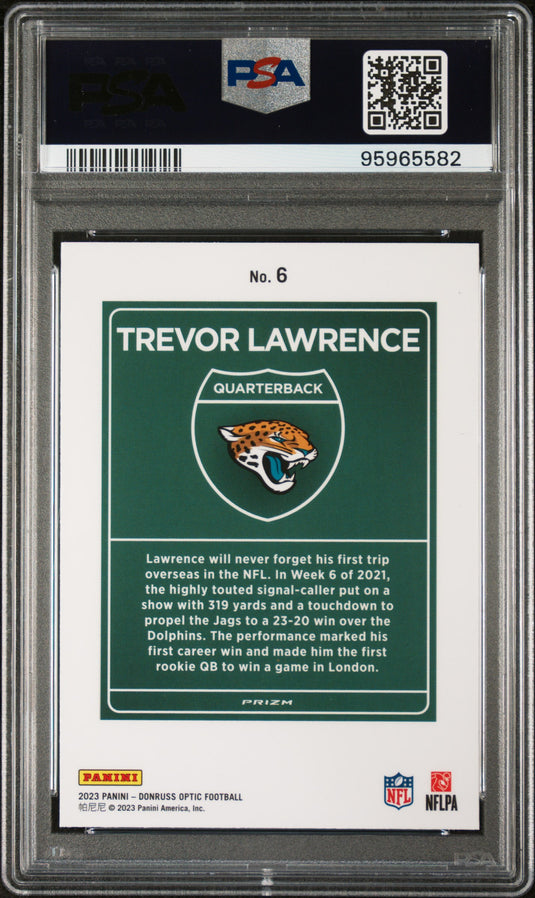 PSA
PSA
95965582
No. 6
TREVOR LAWRENCE
QUARTERBACK
Lawrence will never forget his first trip
overseas in the NFL. In Week 6 of 2021,
the highly touted signal-caller put on a
show with 319 yards and a touchdown to
propel the Jags to a 23-20 win over the
Dolphins. The performance marked his
first career win and made him the first
rookie QB to win a game in London.
PRIZM
PANINI
2023 PANINI – DONRUSS OPTIC FOOTBALL
帕尼尼 © 2023 Panini America, Inc.
NFL
NFLPA
PSA